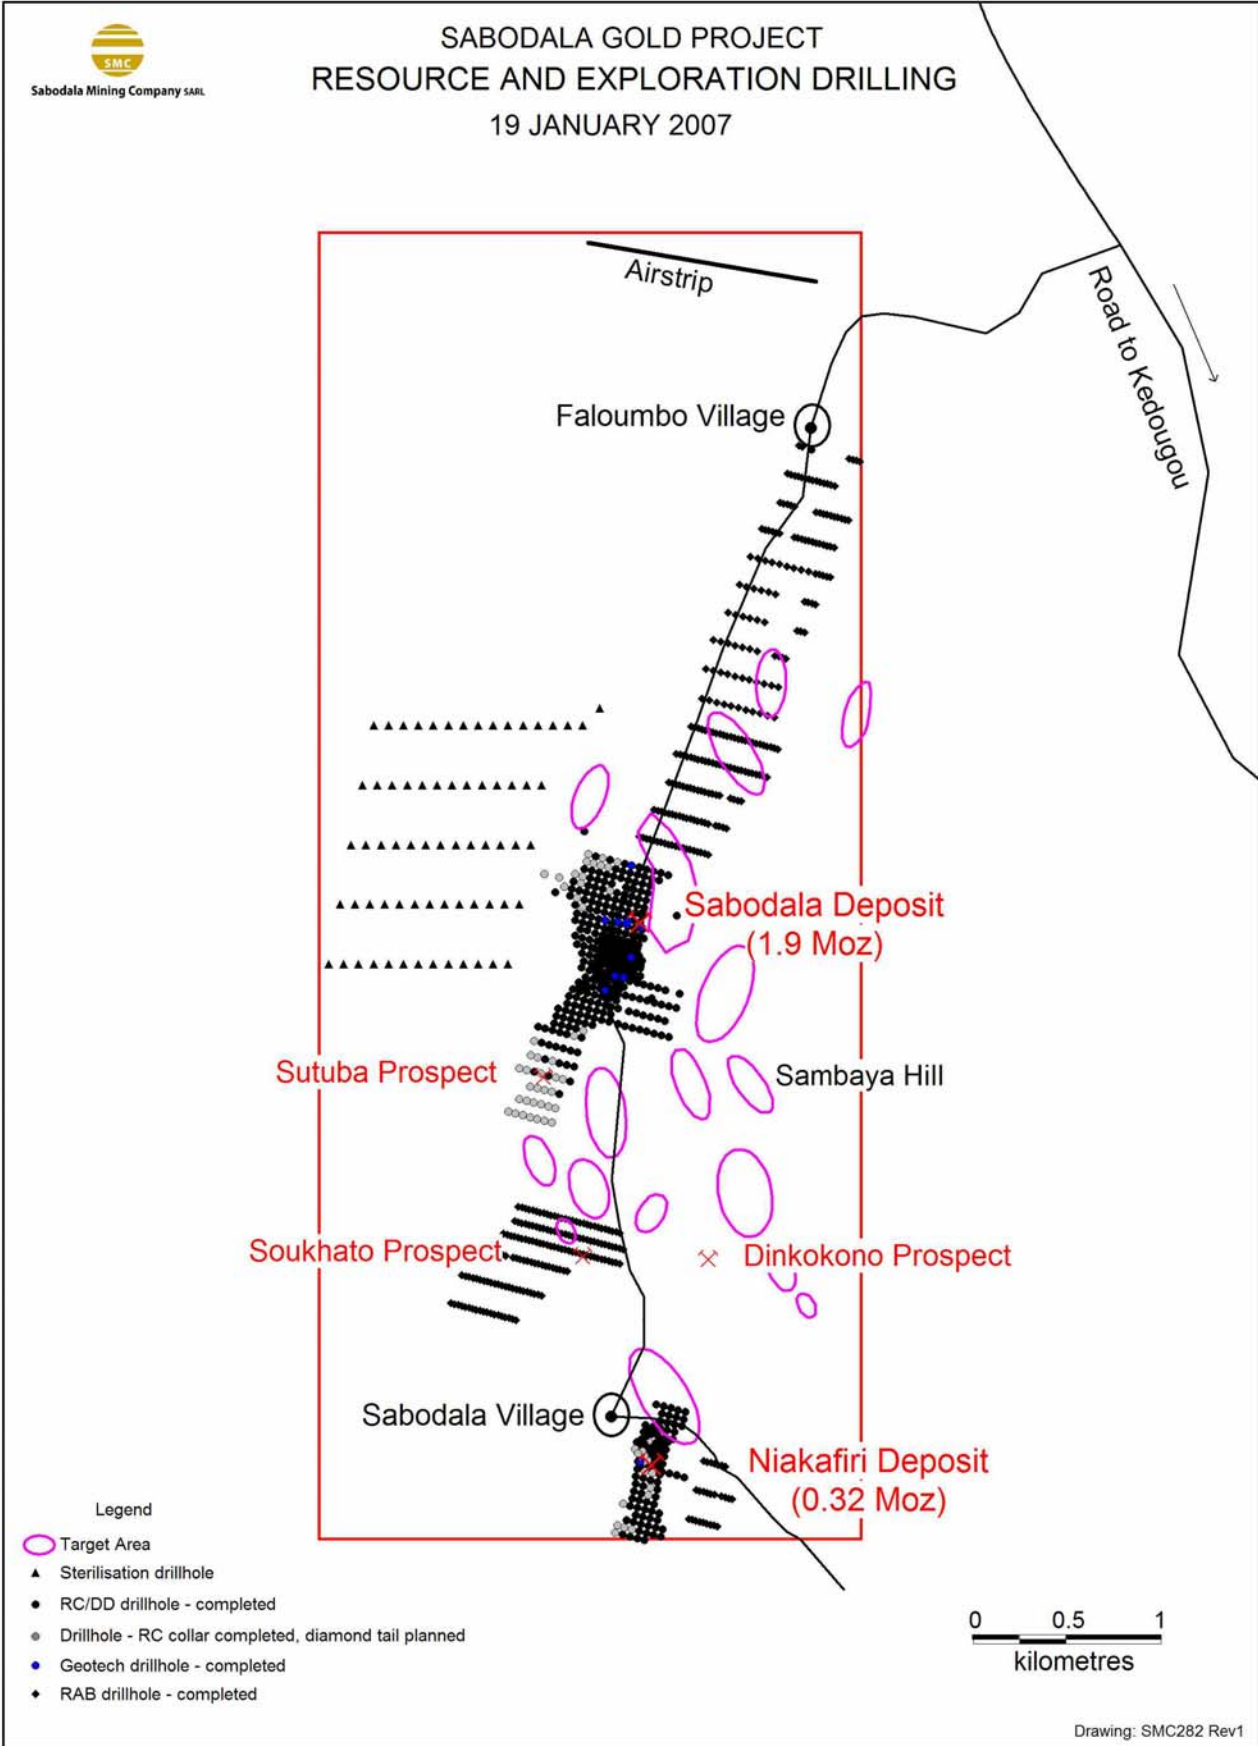 SMC
Sabodala Mining Company SARL
SABODALA GOLD PROJECT
RESOURCE AND EXPLORATION DRILLING
19 JANUARY 2007
Airstrip
Road to Kedougou
Faloumbo Village
Sabodala Deposit
(1.9 Moz)
Sutuba Prospect
Sambaya Hill
Soukhato Prospect
Dinkokono Prospect
Sabodala Village
Niakafiri Deposit
(0.32 Moz)
Legend
Target Area
Sterilisation drillhole
RC/DD drillhole - completed
Drillhole - RC collar completed, diamond tail planned
Geotech drillhole - completed
RAB drillhole - completed
0 0.5 1
kilometres
Drawing: SMC282 Rev1